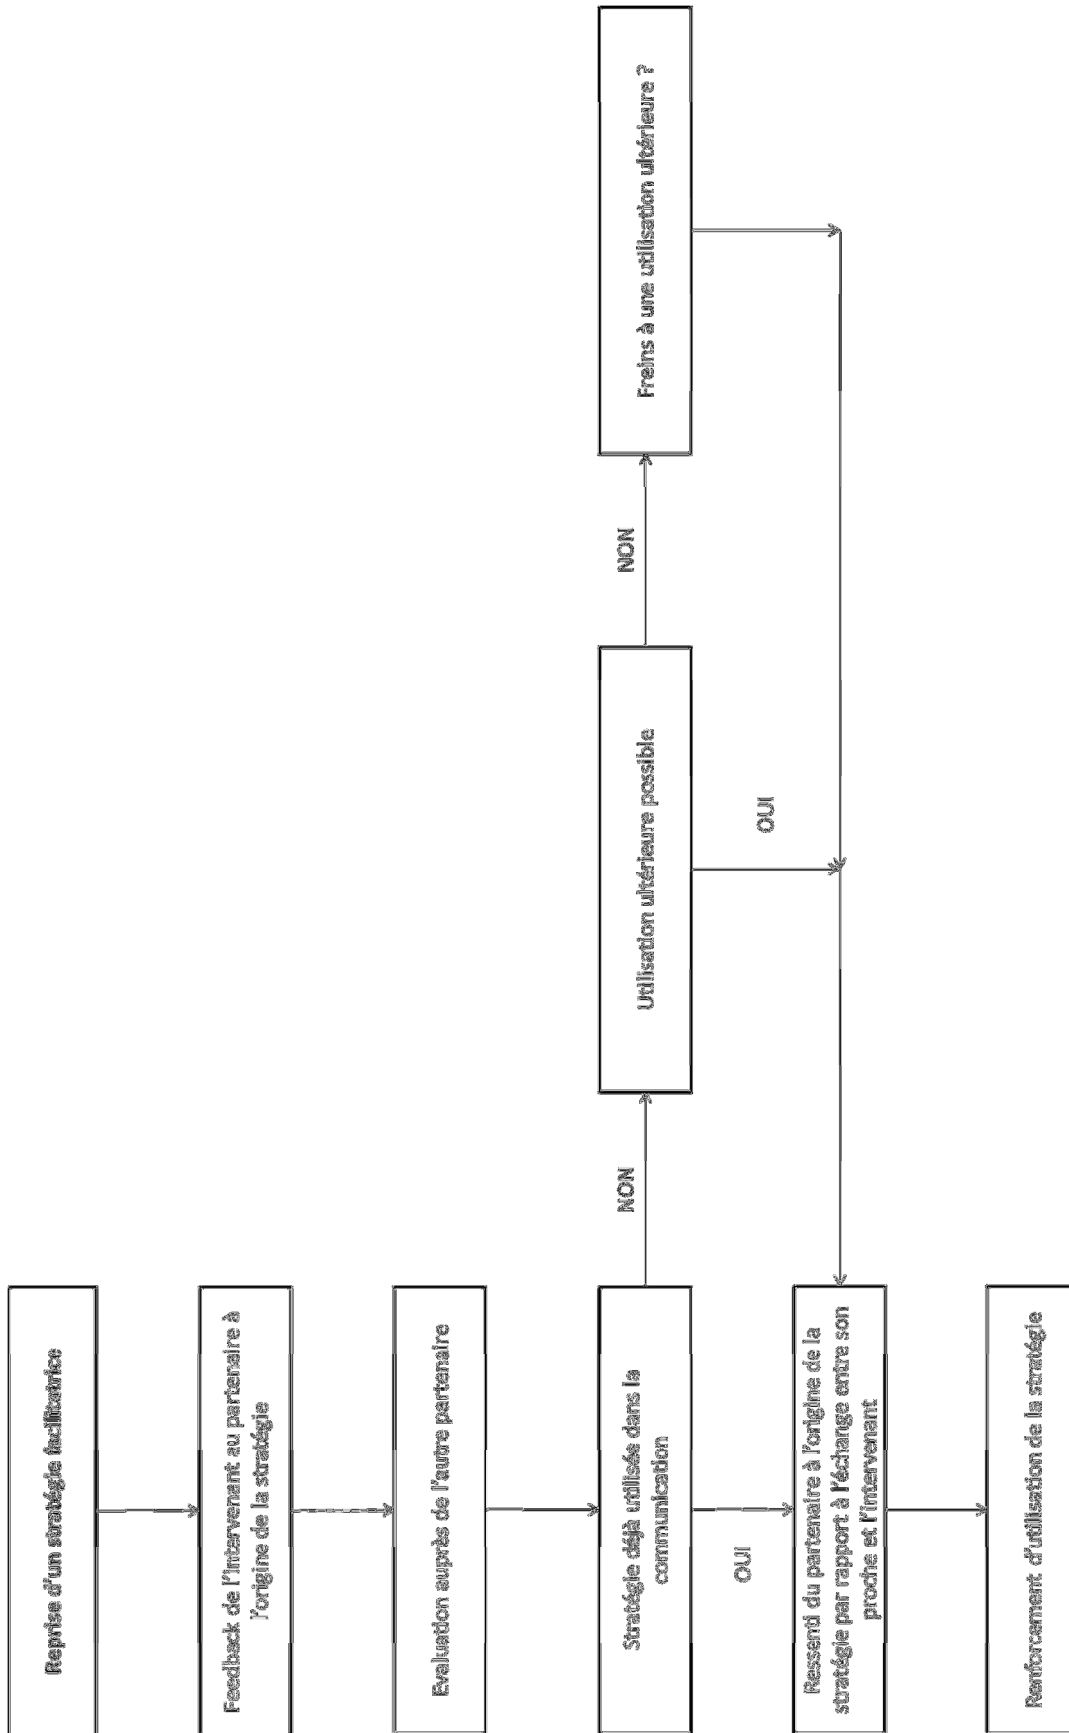 Reprise d'un stratégie facilitatrice
Feedback de l'intervenant au partenaire à
l'origine de la stratégie
Evaluation auprès de l'autre partenaire
Stratégie déjà utilisée dans la
communication
NON
Utilisation ultérieure possible
NON
Freins à une utilisation ultérieure ?
OUI
OUI
Ressenti du partenaire à l'origine de la
stratégie par rapport à l'échange entre son
proche et l'intervenant
Renforcement d'utilisation de la stratégie